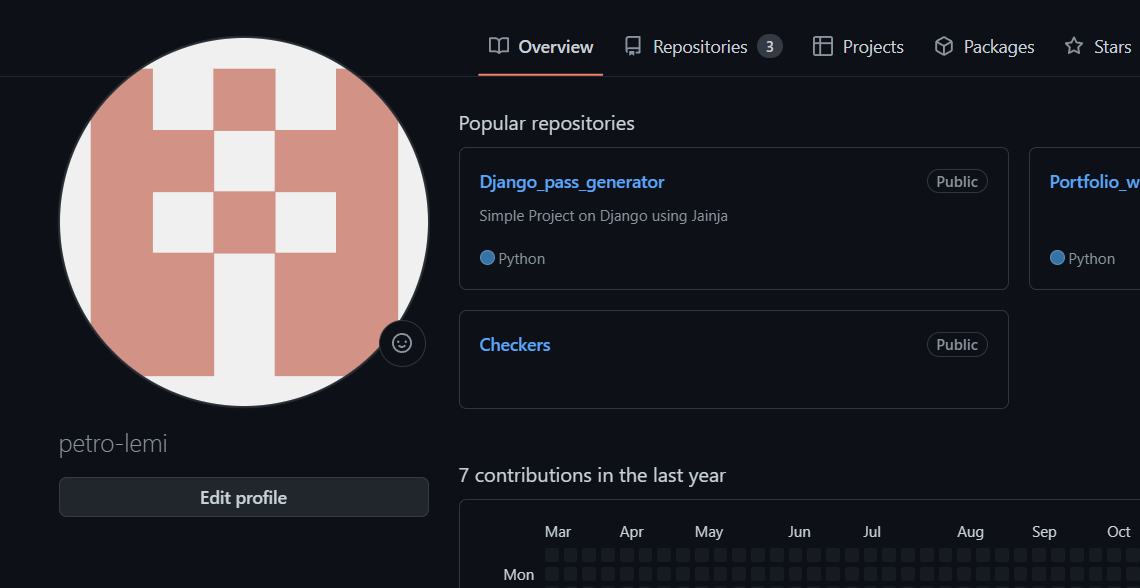 Overview Repositories 3 Projects Packages Stars
Popular repositories
Django_pass_generator Public
Simple Project on Django using Jainja
Python
Portfolio_w
Python
Checkers Public
petro-lemi
Edit profile
7 contributions in the last year
Mar Apr May Jun Jul Aug Sep Oct
Mon